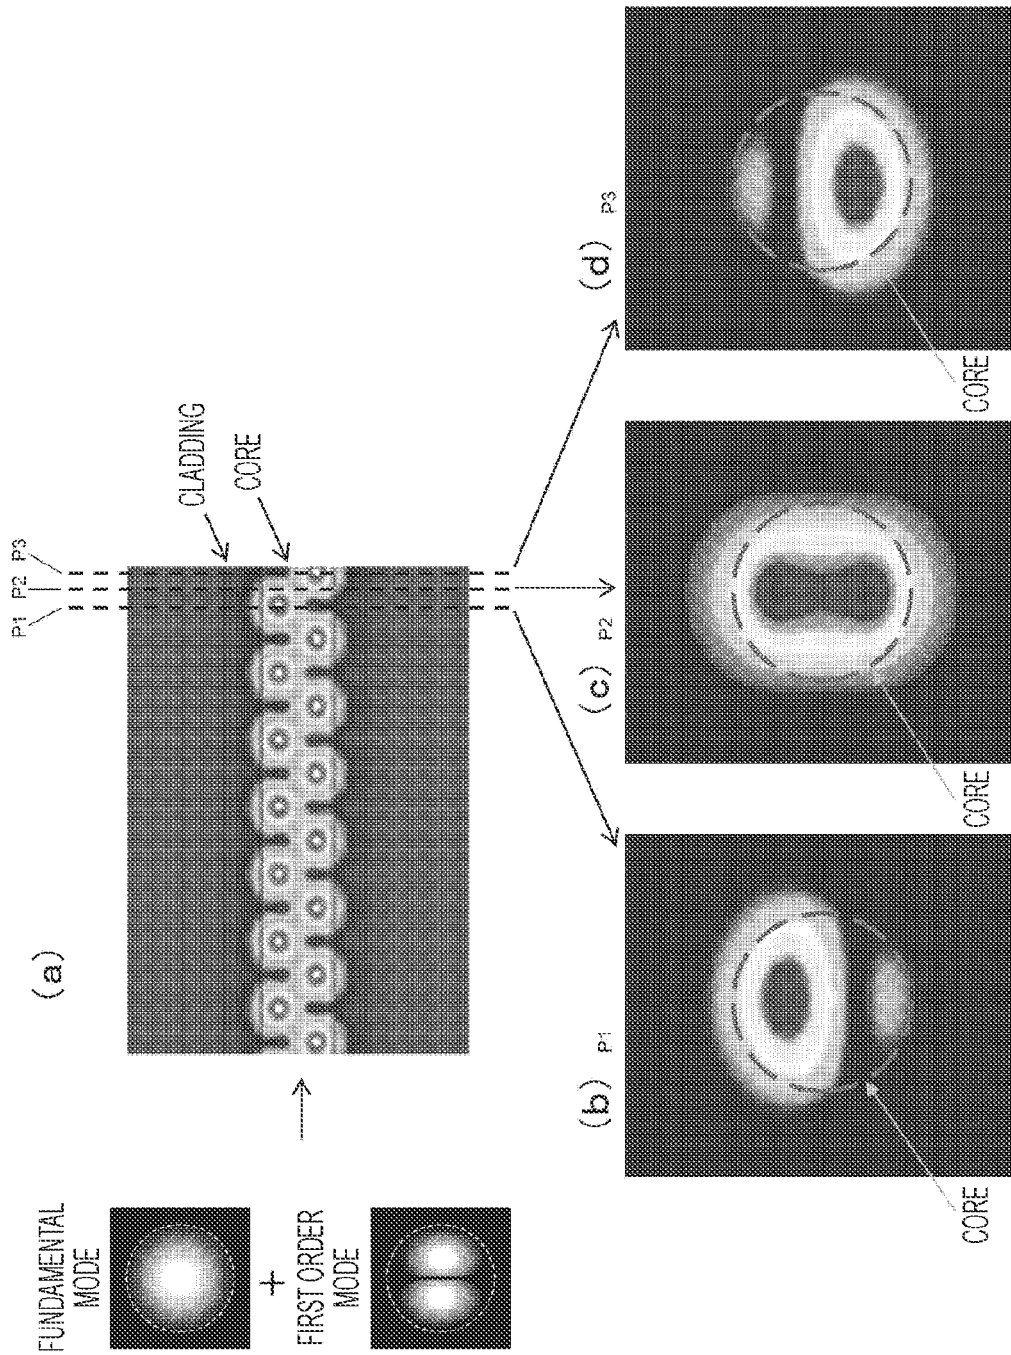 (a)
FUNDAMENTAL
MODE
+
FIRST ORDER
MODE
P1
P2
P3
CLADDING
CORE
(b) P1
CORE
(c) P2
CORE
(d) P3
CORE